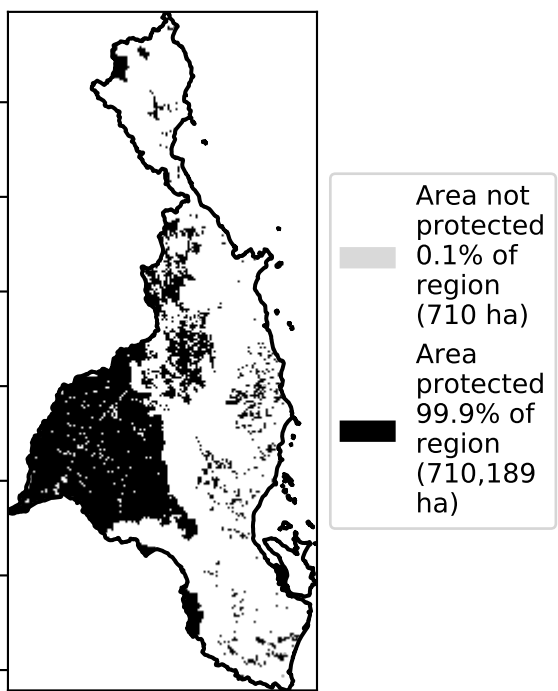 Area not
protected
0.1% of
region
(710 ha)
Area
protected
99.9% of
region
(710,189
ha)